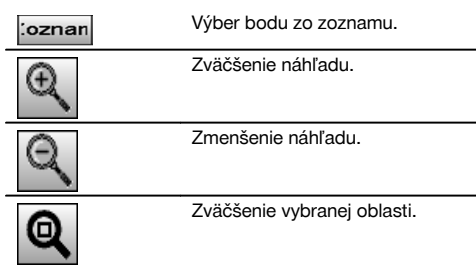 :oznan Výber bodu zo zoznamu.
Zväčšenie náhľadu.
Zmenšenie náhľadu.
Zväčšenie vybranej oblasti.